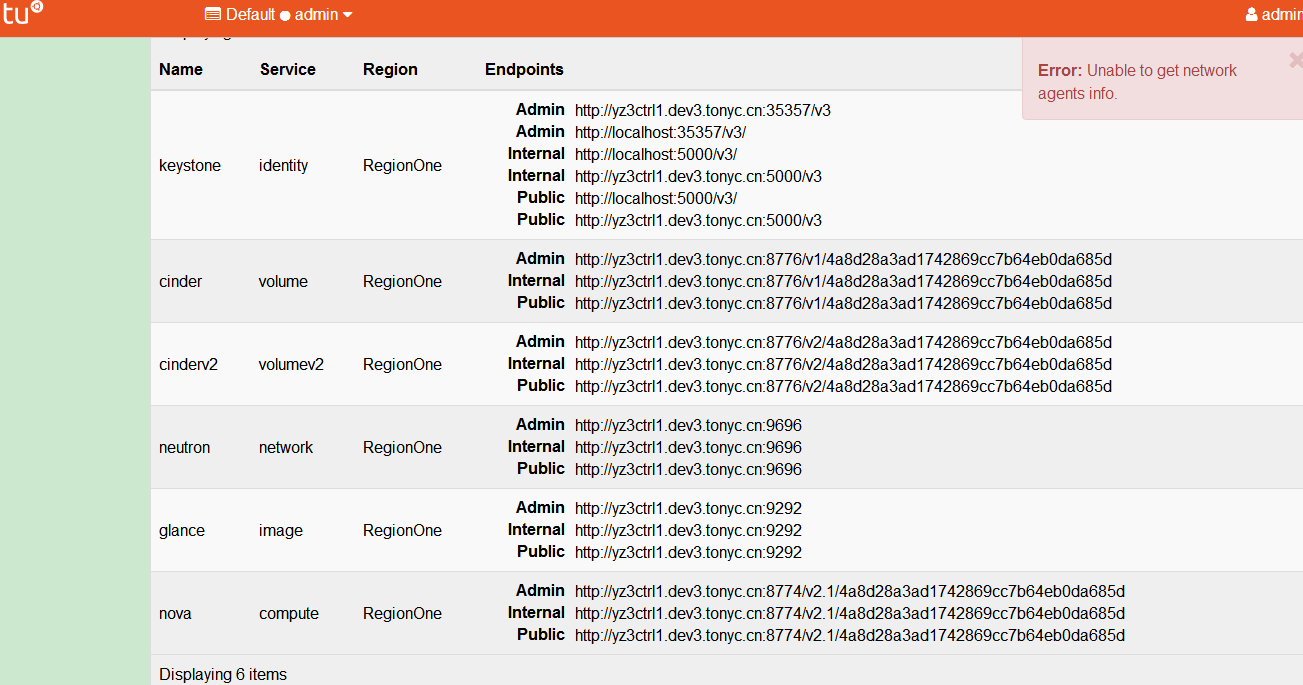 tu
Default admin
admin
Error: Unable to get network
agents info.
Name Service Region Endpoints
keystone identity RegionOne
Admin http://yz3ctrl1.dev3.tonyc.cn:35357/v3
Admin http://localhost:35357/v3/
Internal http://localhost:5000/v3/
Internal http://yz3ctrl1.dev3.tonyc.cn:5000/v3
Public http://localhost:5000/v3/
Public http://yz3ctrl1.dev3.tonyc.cn:5000/v3
cinder volume RegionOne
Admin http://yz3ctrl1.dev3.tonyc.cn:8776/v1/4a8d28a3ad1742869cc7b64eb0da685d
Internal http://yz3ctrl1.dev3.tonyc.cn:8776/v1/4a8d28a3ad1742869cc7b64eb0da685d
Public http://yz3ctrl1.dev3.tonyc.cn:8776/v1/4a8d28a3ad1742869cc7b64eb0da685d
cinderv2 volumev2 RegionOne
Admin http://yz3ctrl1.dev3.tonyc.cn:8776/v2/4a8d28a3ad1742869cc7b64eb0da685d
Internal http://yz3ctrl1.dev3.tonyc.cn:8776/v2/4a8d28a3ad1742869cc7b64eb0da685d
Public http://yz3ctrl1.dev3.tonyc.cn:8776/v2/4a8d28a3ad1742869cc7b64eb0da685d
neutron network RegionOne
Admin http://yz3ctrl1.dev3.tonyc.cn:9696
Internal http://yz3ctrl1.dev3.tonyc.cn:9696
Public http://yz3ctrl1.dev3.tonyc.cn:9696
glance image RegionOne
Admin http://yz3ctrl1.dev3.tonyc.cn:9292
Internal http://yz3ctrl1.dev3.tonyc.cn:9292
Public http://yz3ctrl1.dev3.tonyc.cn:9292
nova compute RegionOne
Admin http://yz3ctrl1.dev3.tonyc.cn:8774/v2.1/4a8d28a3ad1742869cc7b64eb0da685d
Internal http://yz3ctrl1.dev3.tonyc.cn:8774/v2.1/4a8d28a3ad1742869cc7b64eb0da685d
Public http://yz3ctrl1.dev3.tonyc.cn:8774/v2.1/4a8d28a3ad1742869cc7b64eb0da685d
Displaying 6 items